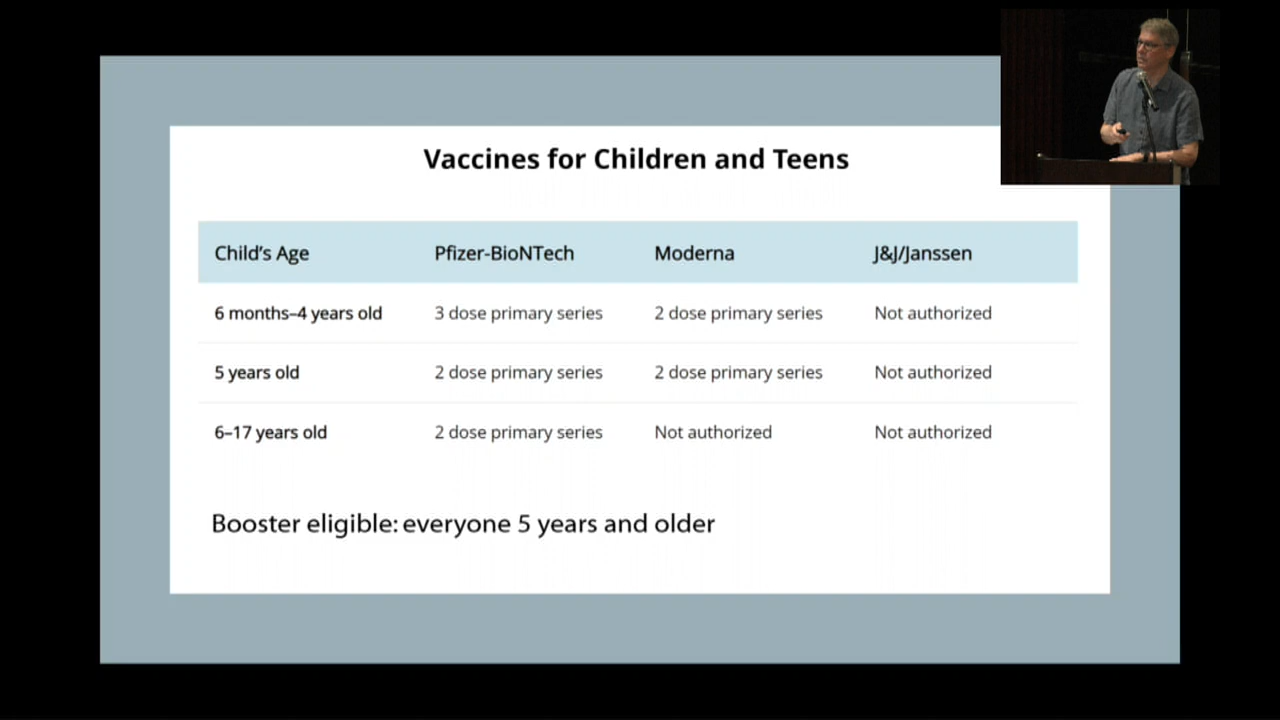 Vaccines for Children and Teens
Child's Age Pfizer-BioNTech Moderna J&J/Janssen
6 months–4 years old 3 dose primary series 2 dose primary series Not authorized
5 years old 2 dose primary series 2 dose primary series Not authorized
6–17 years old 2 dose primary series Not authorized Not authorized
Booster eligible: everyone 5 years and older